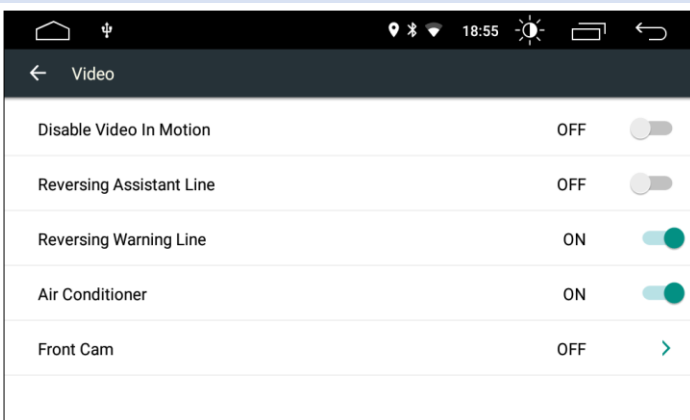 18:55
Video
Disable Video In Motion OFF
Reversing Assistant Line OFF
Reversing Warning Line ON
Air Conditioner ON
Front Cam OFF